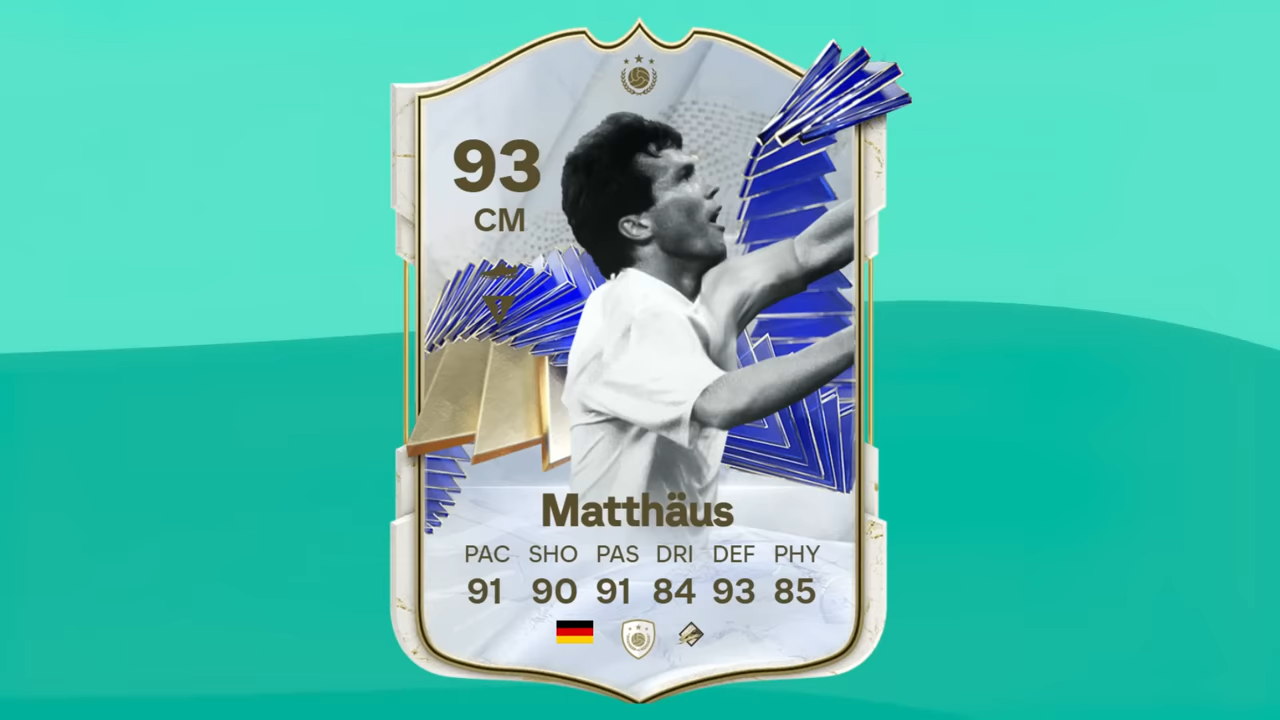 93
CM
Matthäus
PAC SHO PAS DRI DEF PHY
91 90 91 84 93 85